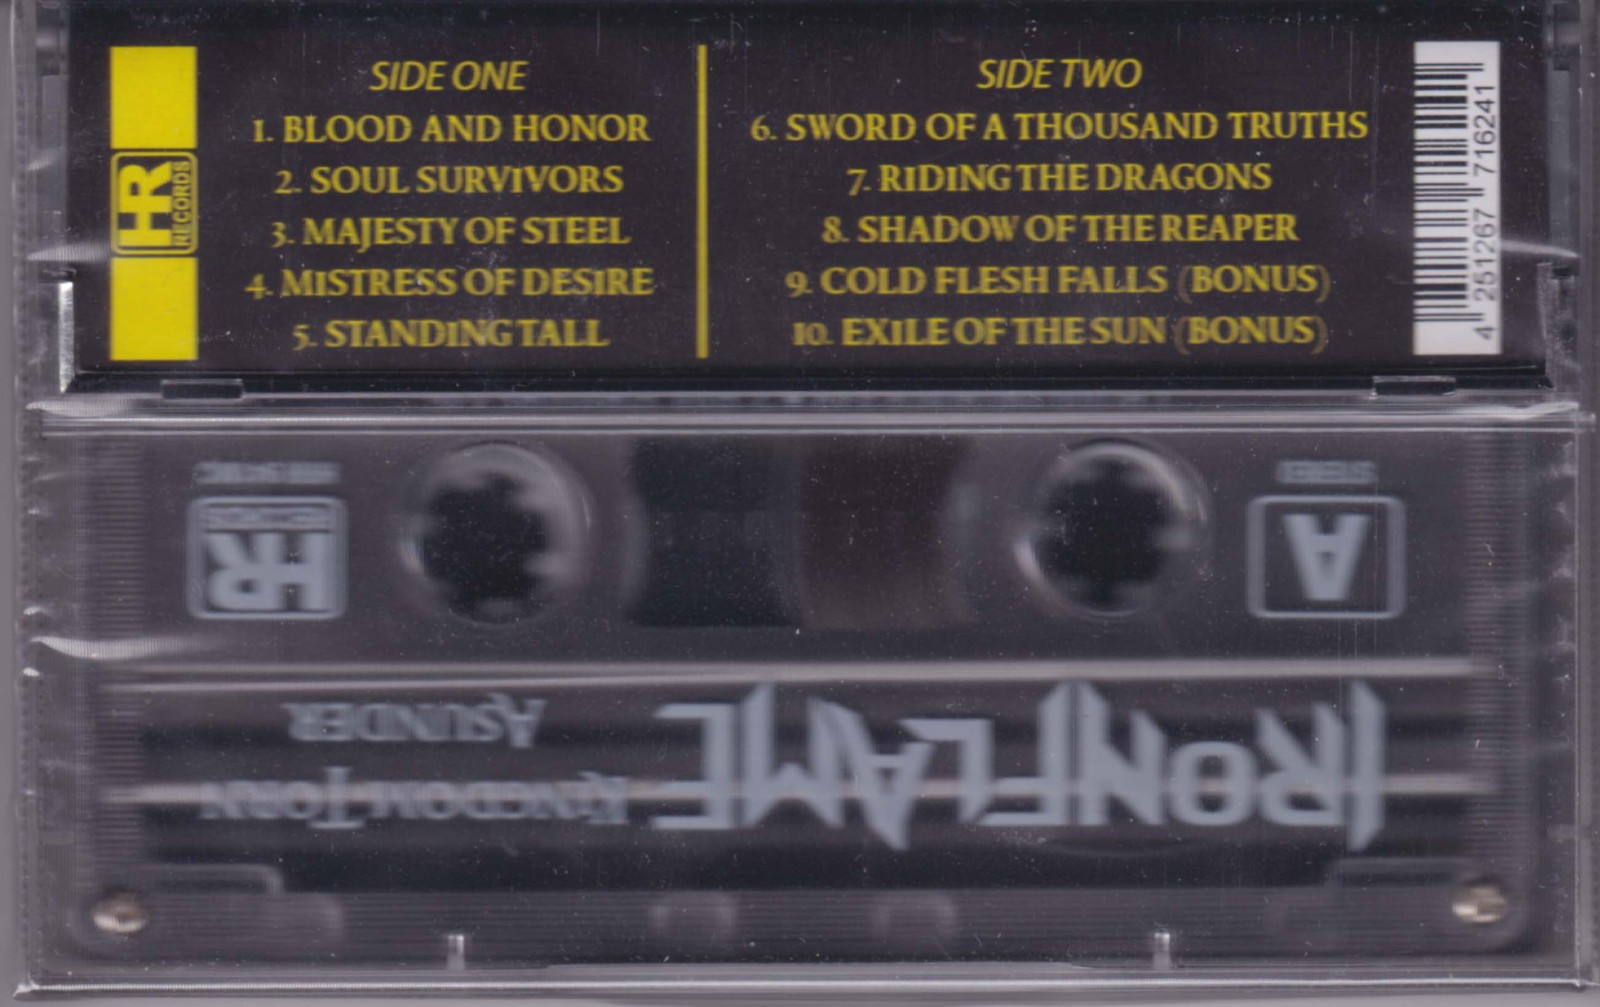 HR
RECORDS
SIDE ONE
1. BLOOD AND HONOR
2. SOUL SURVIVORS
3. MAJESTY OF STEEL
4. MISTRESS OF DESIRE
5. STANDING TALL
SIDE TWO
6. SWORD OF A THOUSAND TRUTHS
7. RIDING THE DRAGONS
8. SHADOW OF THE REAPER
9. COLD FLESH FALLS (BONUS)
10. EXILE OF THE SUN (BONUS)
4 251267 716241
IRONFLAME
KINGDOM TORN
ASUNDER
A
STEREO
HR
RECORDS